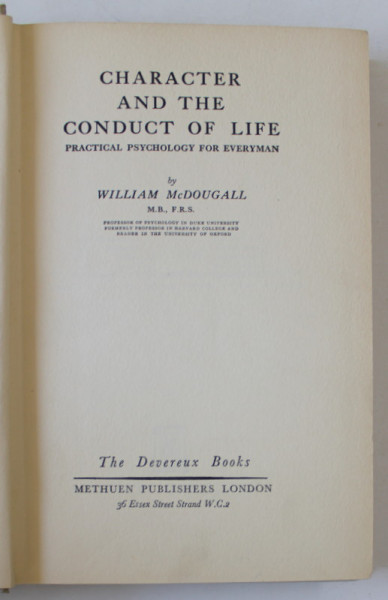 CHARACTER
AND THE
CONDUCT OF LIFE
PRACTICAL PSYCHOLOGY FOR EVERYMAN
by
WILLIAM McDOUGALL
M.B., F.R.S.
PROFESSOR OF PSYCHOLOGY IN DUKE UNIVERSITY
FORMERLY PROFESSOR IN HARVARD COLLEGE AND
READER IN THE UNIVERSITY OF OXFORD
The Devereux Books
METHUEN PUBLISHERS LONDON
36 Essex Street Strand W.C.2